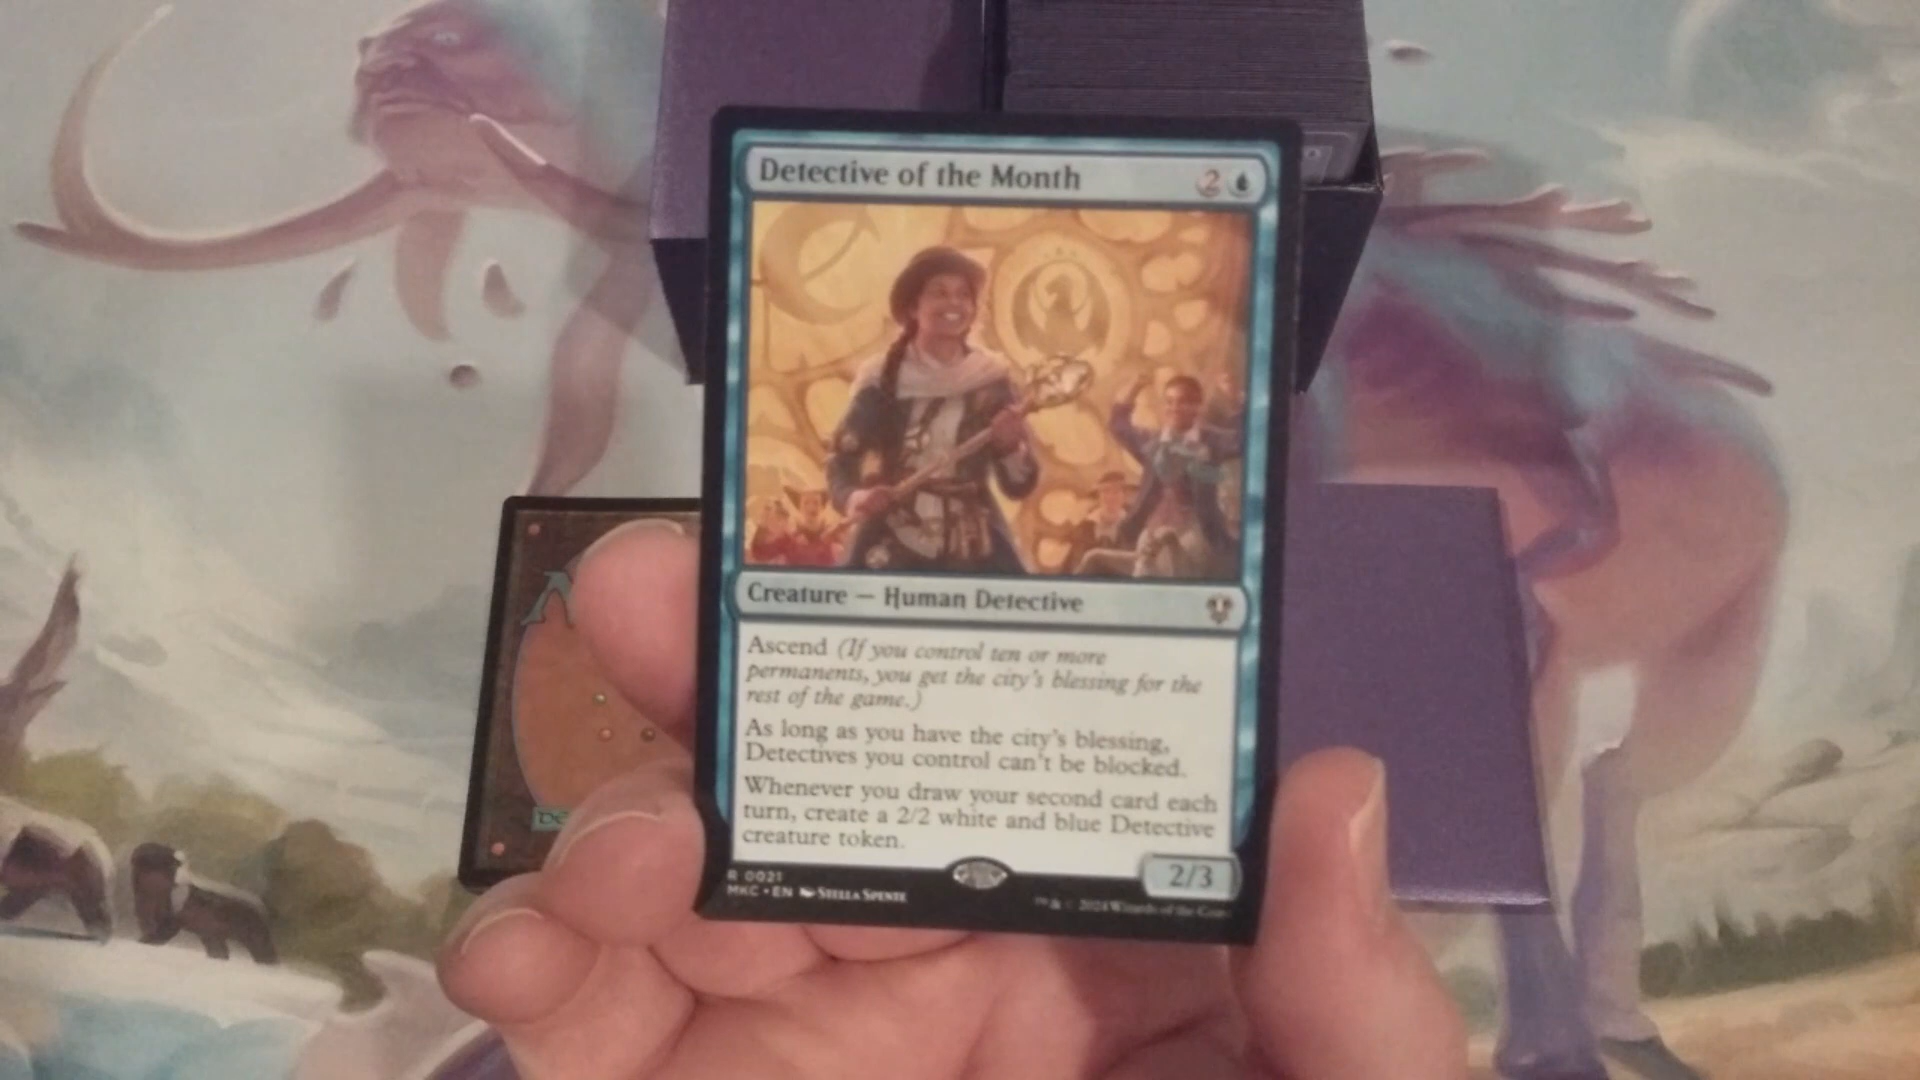 Detective of the Month 2
Creature — Human Detective
Ascend (If you control ten or more
permanents, you get the city's blessing for the
rest of the game.)
As long as you have the city's blessing,
Detectives you control can't be blocked.
Whenever you draw your second card each
turn, create a 2/2 white and blue Detective
creature token.
2/3
R 0021
MKC • EN STELLA SPENTE
™ & © 2024 Wizards of the Coast
DE